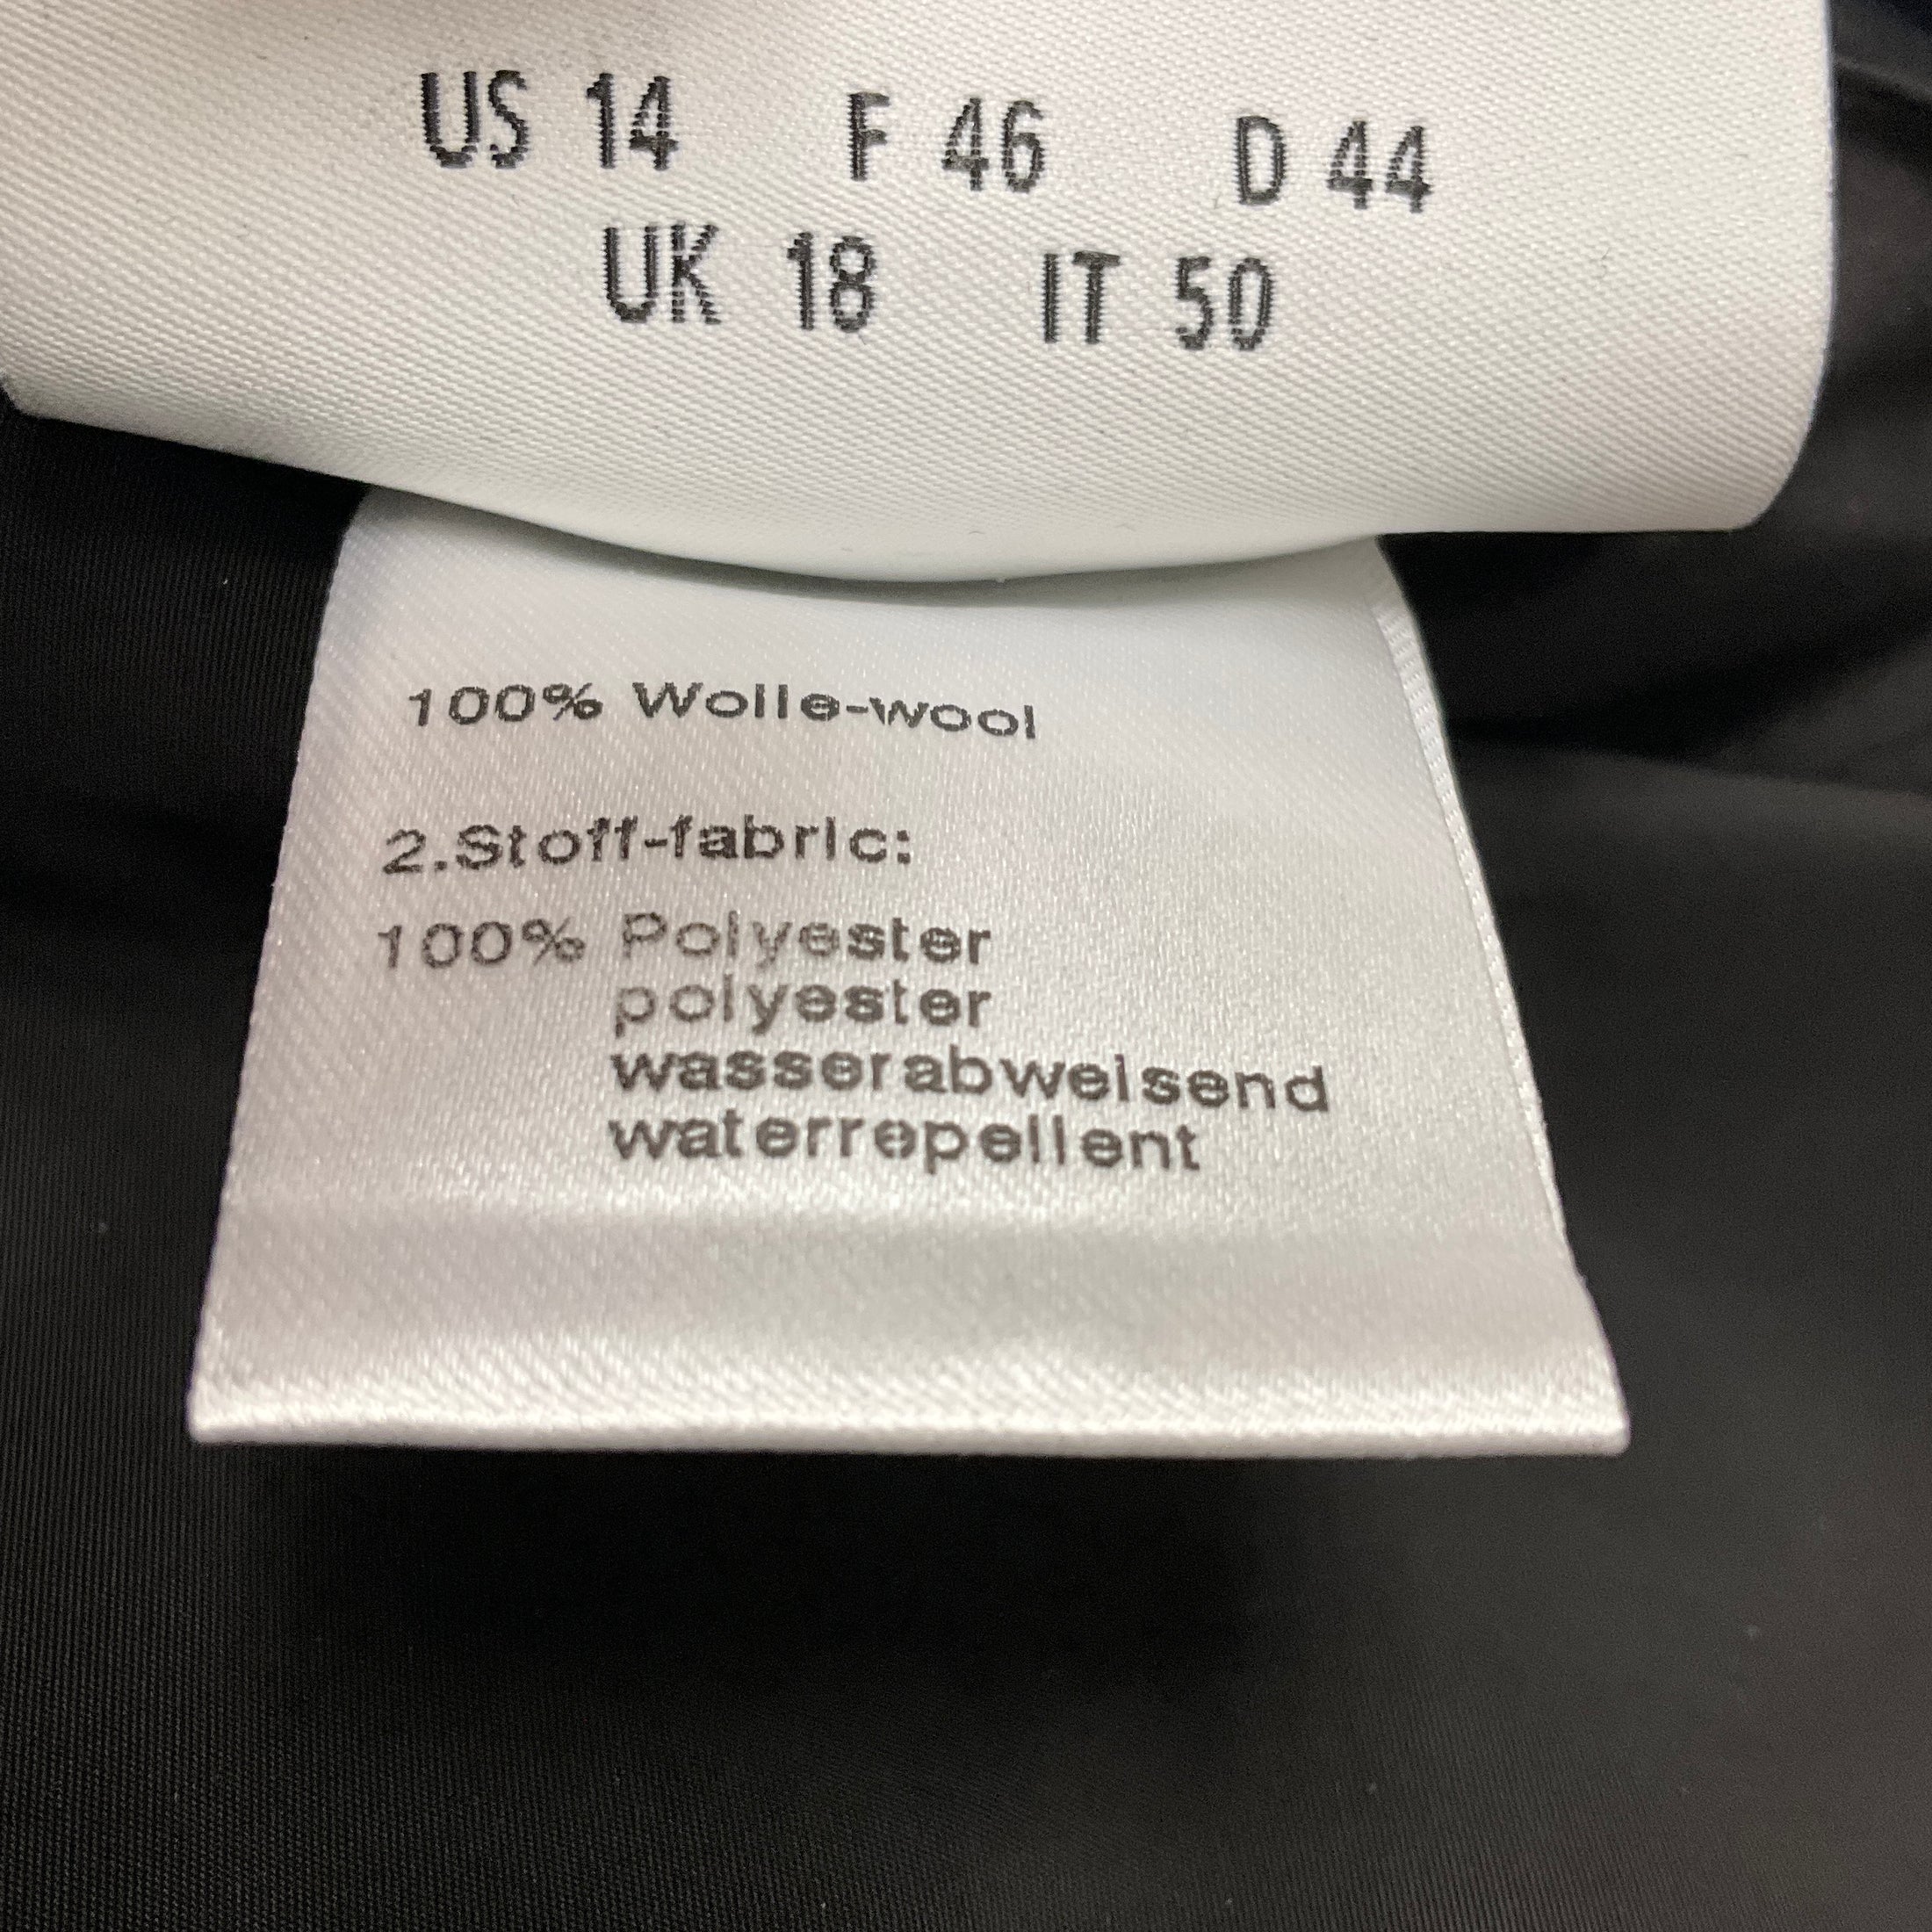 US 14 F 46 D 44
UK 18 IT 50
100% Wolle-wool
2.Stoff-fabric:
100% Polyester
polyester
wasserabweisend
waterrepellent